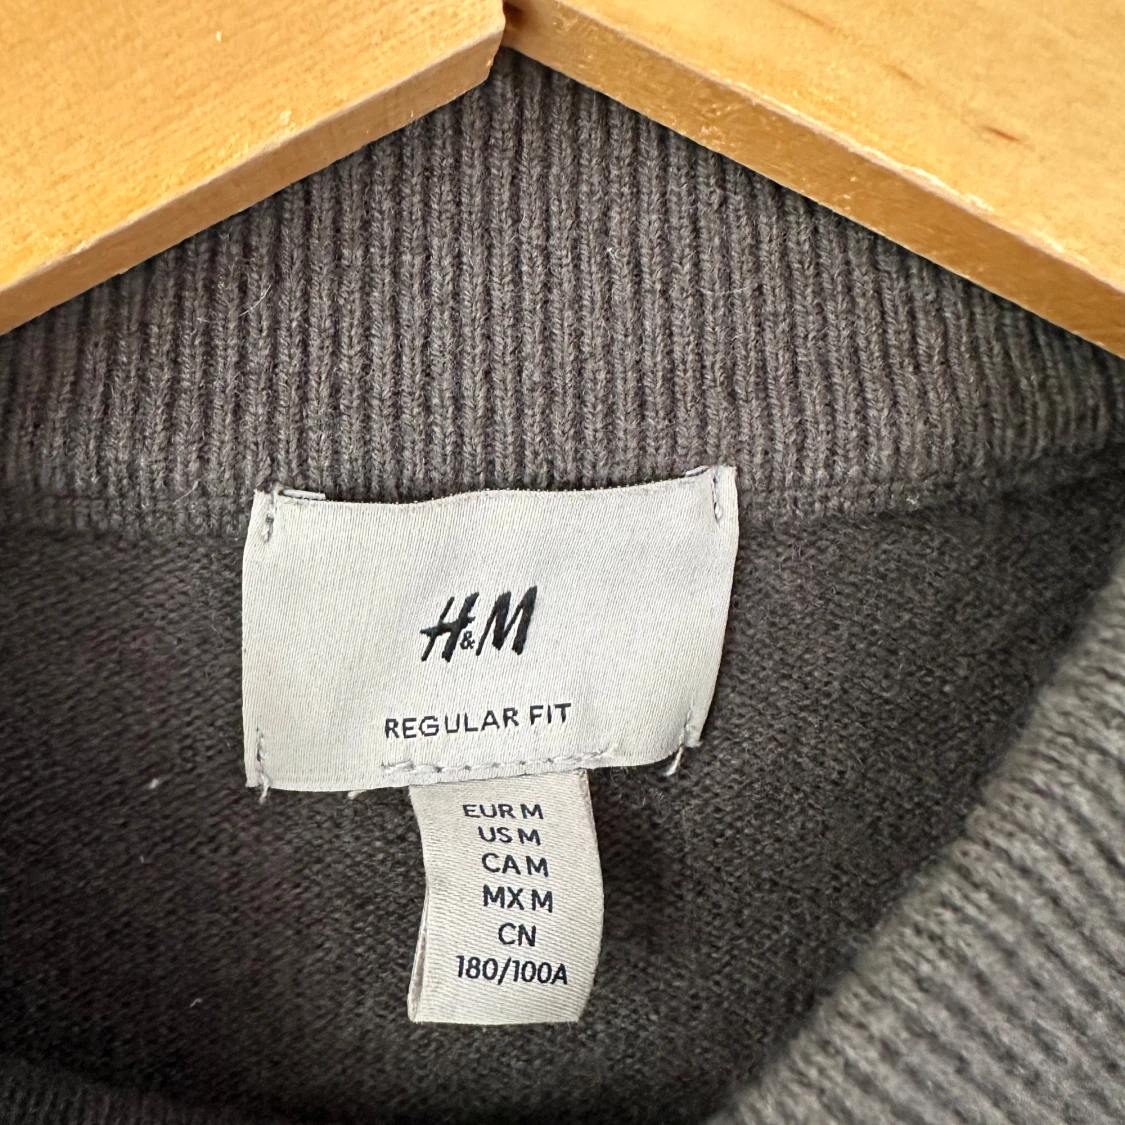 H&M
REGULAR FIT
EUR M
US M
CA M
MX M
CN
180/100A